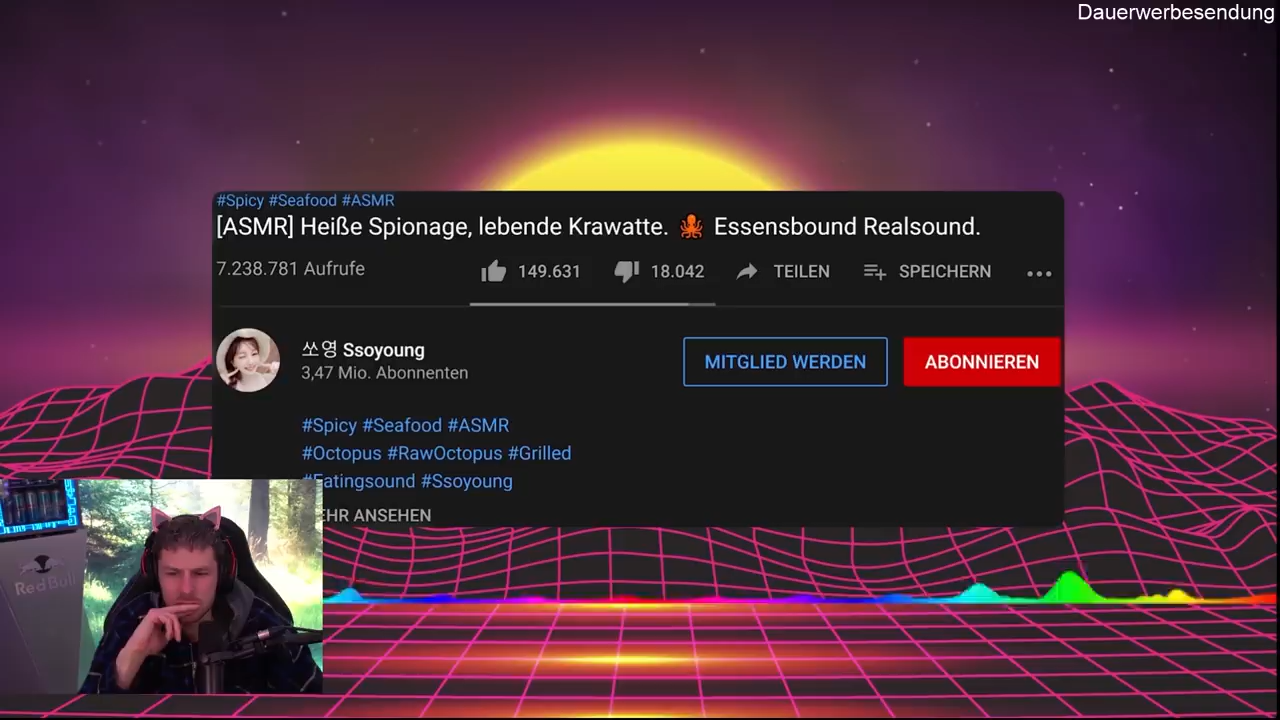 Dauerwerbesendung
#Spicy #Seafood #ASMR
[ASMR] Heiße Spionage, lebende Krawatte. 🐙 Essensbound Realsound.
7.238.781 Aufrufe
149.631
18.042
TEILEN
SPEICHERN
쏘영 Ssoyoung
3,47 Mio. Abonnenten
MITGLIED WERDEN
ABONNIEREN
#Spicy #Seafood #ASMR
#Octopus #RawOctopus #Grilled
#Eatingsound #Ssoyoung
EHR ANSEHEN
Red Bull